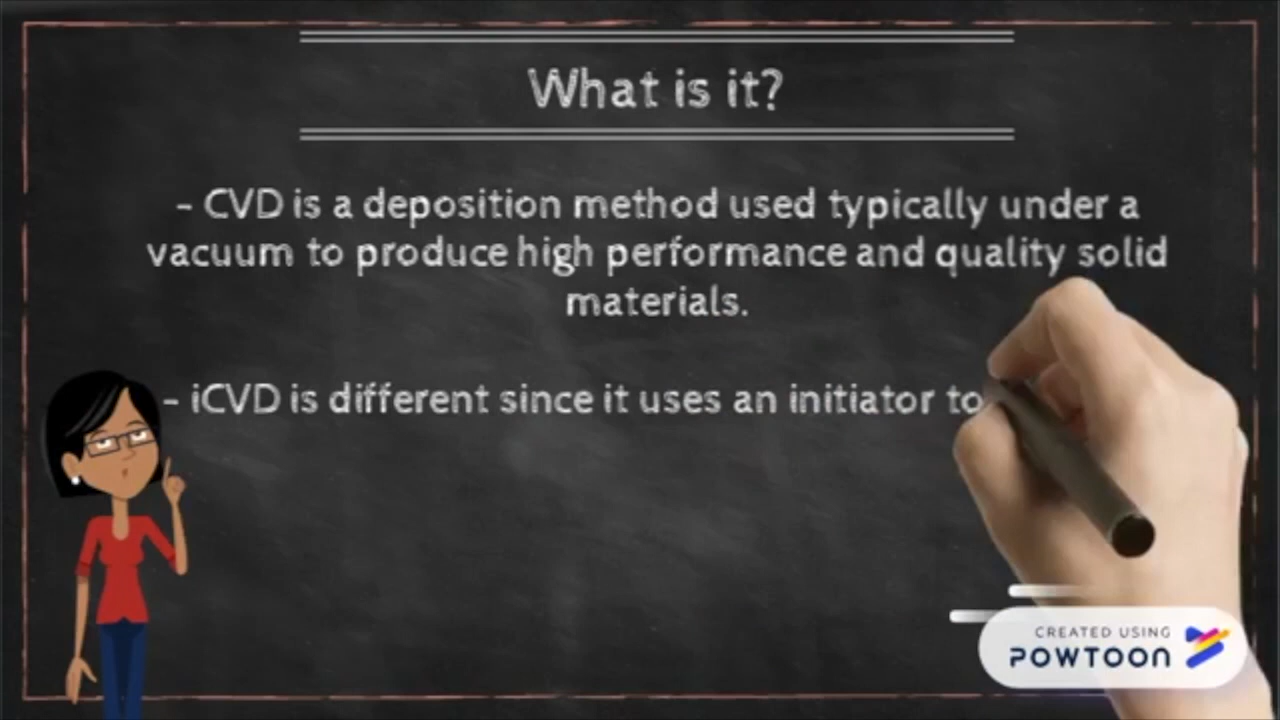 What is it?
- CVD is a deposition method used typically under a
vacuum to produce high performance and quality solid
materials.
- iCVD is different since it uses an initiator to
CREATED USING
POWTOON